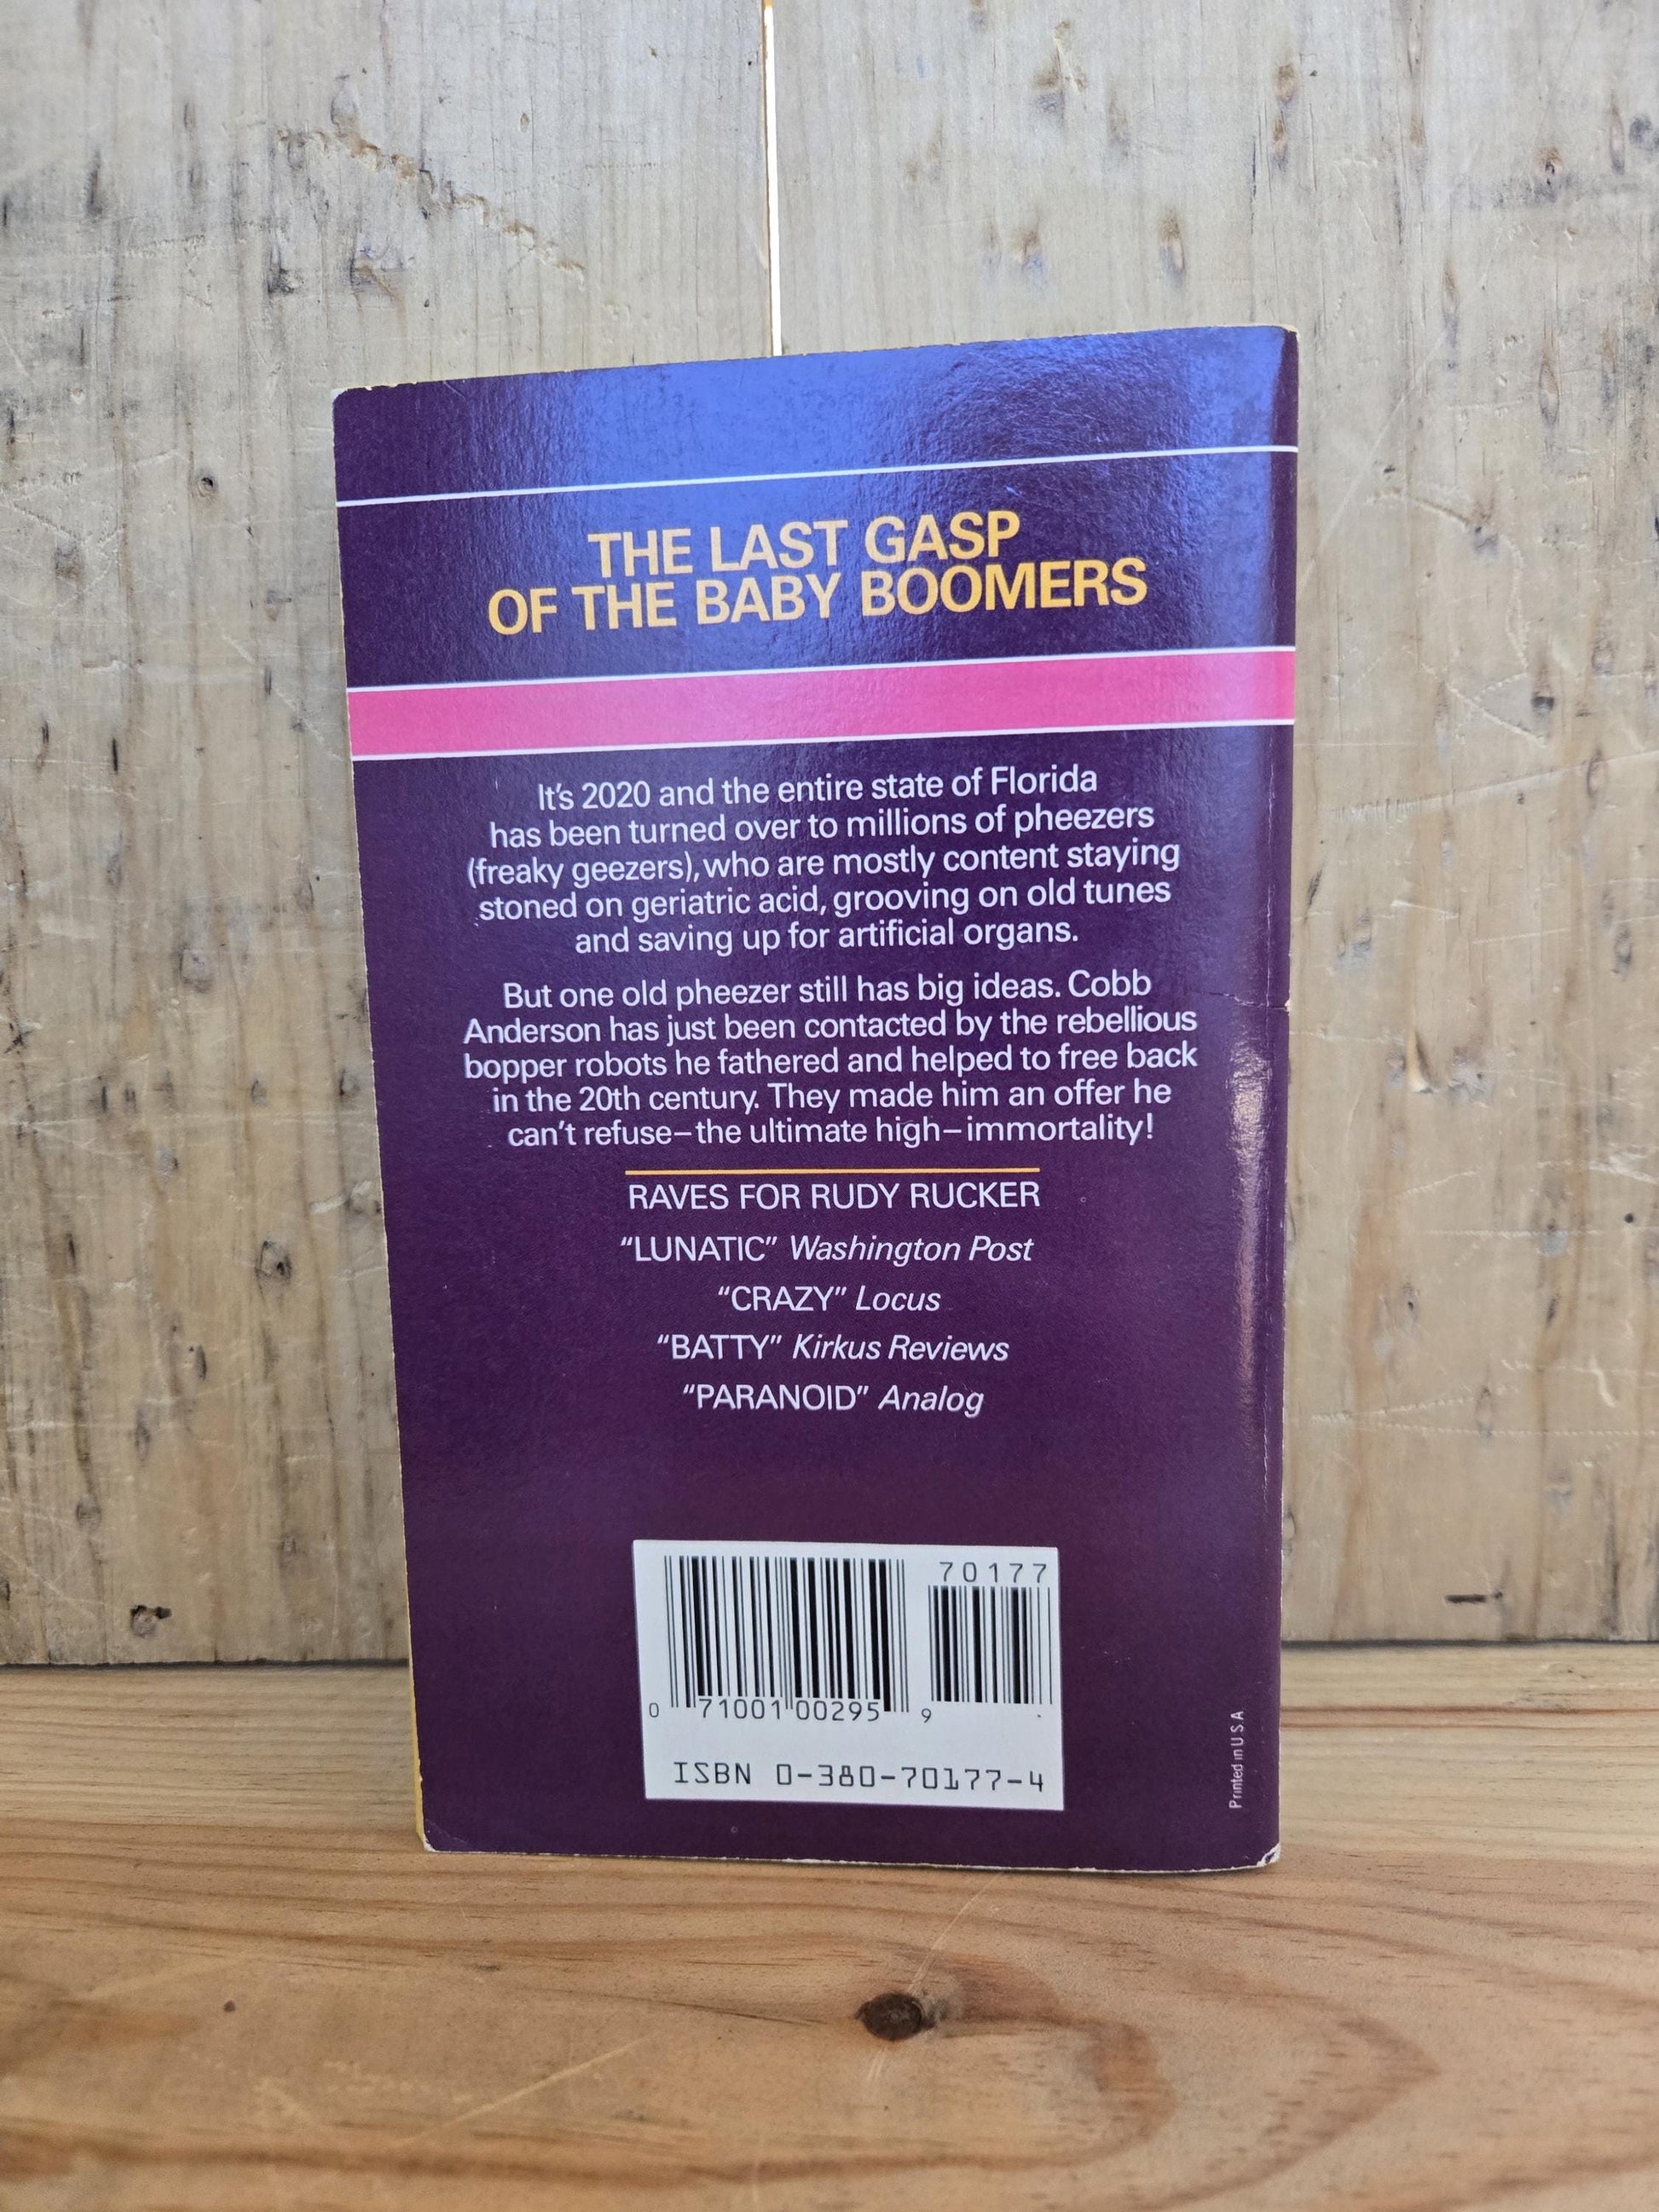 THE LAST GASP
OF THE BABY BOOMERS
It's 2020 and the entire state of Florida
has been turned over to millions of pheezers
(freaky geezers), who are mostly content staying
stoned on geriatric acid, grooving on old tunes
and saving up for artificial organs.
But one old pheezer still has big ideas. Cobb
Anderson has just been contacted by the rebellious
bopper robots he fathered and helped to free back
in the 20th century. They made him an offer he
can't refuse–the ultimate high–immortality!
RAVES FOR RUDY RUCKER
"LUNATIC" Washington Post
"CRAZY" Locus
"BATTY" Kirkus Reviews
"PARANOID" Analog
70177
0 71001 00295 9
ISBN 0-380-70177-4
Printed in U S A